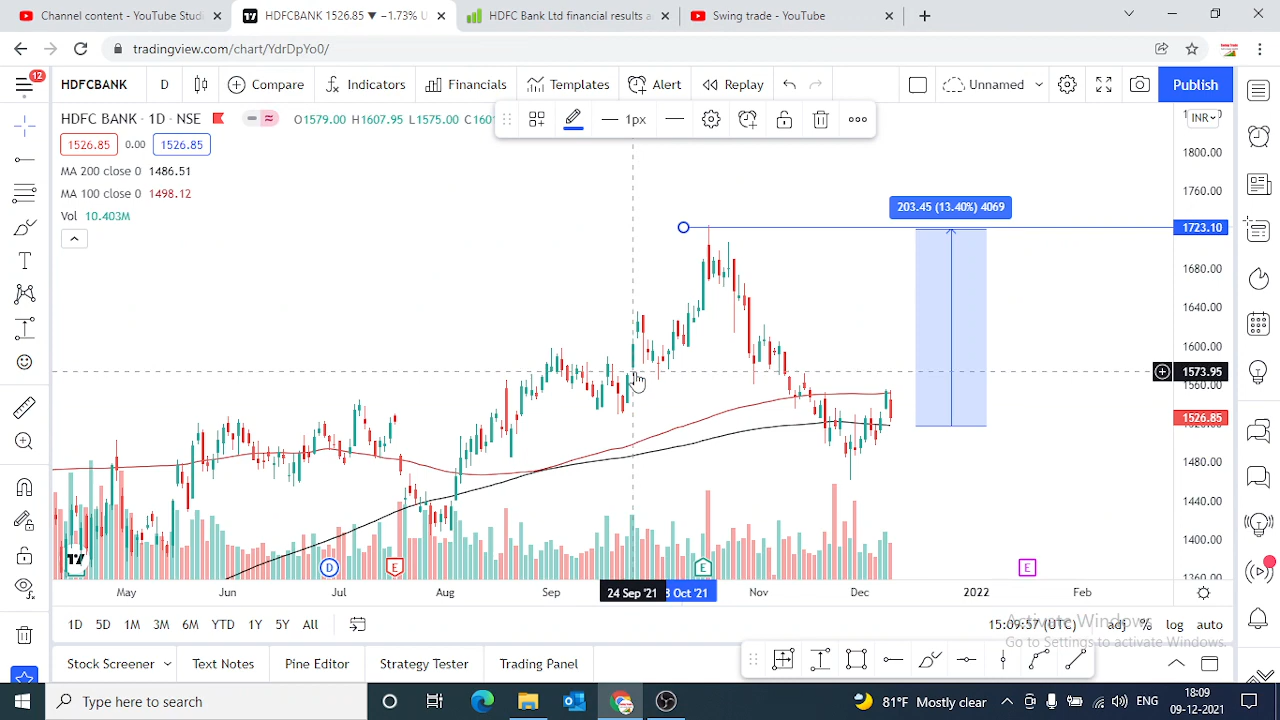 Channel content - YouTube Stud
HDFCBANK 1526.85 ▼ −1.73% U
HDFC Bank Ltd financial results a
Swing trade - YouTube
tradingview.com/chart/YdrDpYo0/
12
HDFCBANK
D
Compare
Indicators
Financials
Templates
Alert
Replay
Unnamed
Publish
HDFC BANK · 1D · NSE
O1579.00 H1607.95 L1575.00
1px
INR
1526.85
0.00
1526.85
MA 200 close 0 1486.51
MA 100 close 0 1498.12
Vol 10.403M
203.45 (13.40%) 4069
1800.00
1760.00
1723.10
1680.00
1640.00
1600.00
1573.95
1560.00
1526.85
1480.00
1440.00
1400.00
1360.00
D
E
E
E
May
Jun
Jul
Aug
Sep
24 Sep '21
8 Oct '21
Nov
Dec
2022
Feb
1D
5D
1M
3M
6M
YTD
1Y
5Y
All
15:09:57 (UTC)
adj
%
log
auto
Activate Windows
Go to Settings to activate Windows.
Stock Screener
Text Notes
Pine Editor
Strategy Tester
Trading Panel
Type here to search
81°F Mostly clear
ENG
18:09
09-12-2021